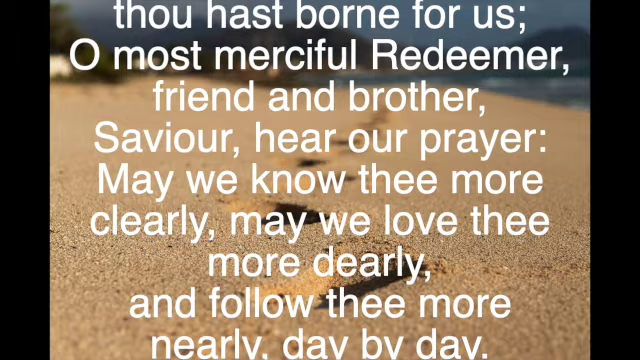 thou hast borne for us;
O most merciful Redeemer,
friend and brother,
Saviour, hear our prayer:
May we know thee more
clearly, may we love thee
more dearly,
and follow thee more
nearly, day by day.